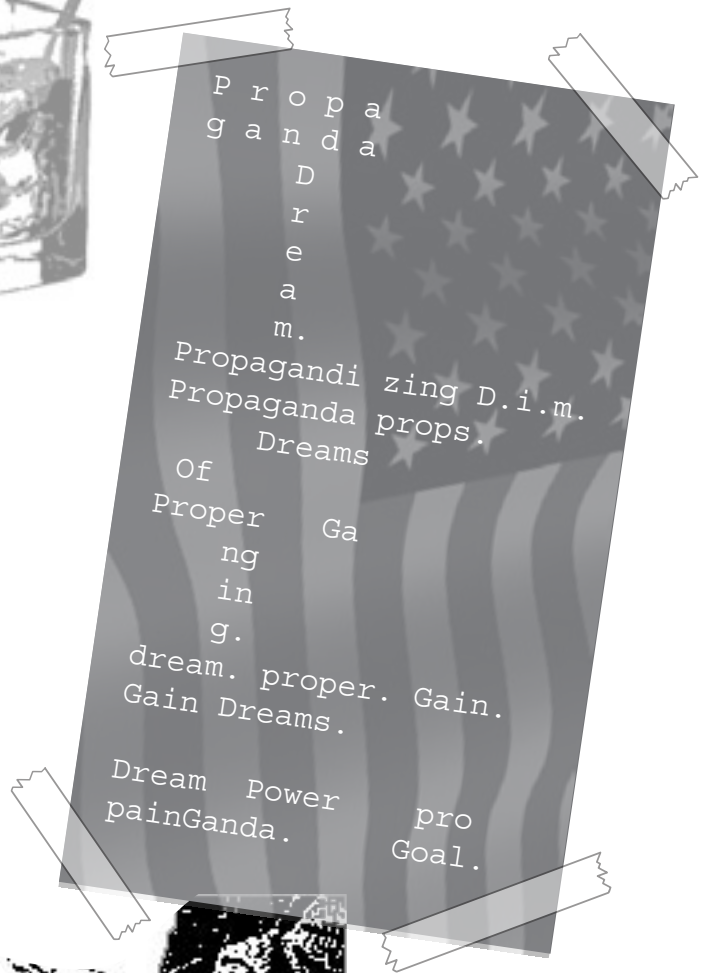 P r o p a
g a n d a
D
r
e
a
m.
Propagandi zing D.i.m.
Propaganda props.
Dreams
Of
Proper Ga
ng
in
g.
dream. proper. Gain.
Gain Dreams.
Dream Power pro
painGanda. Goal.